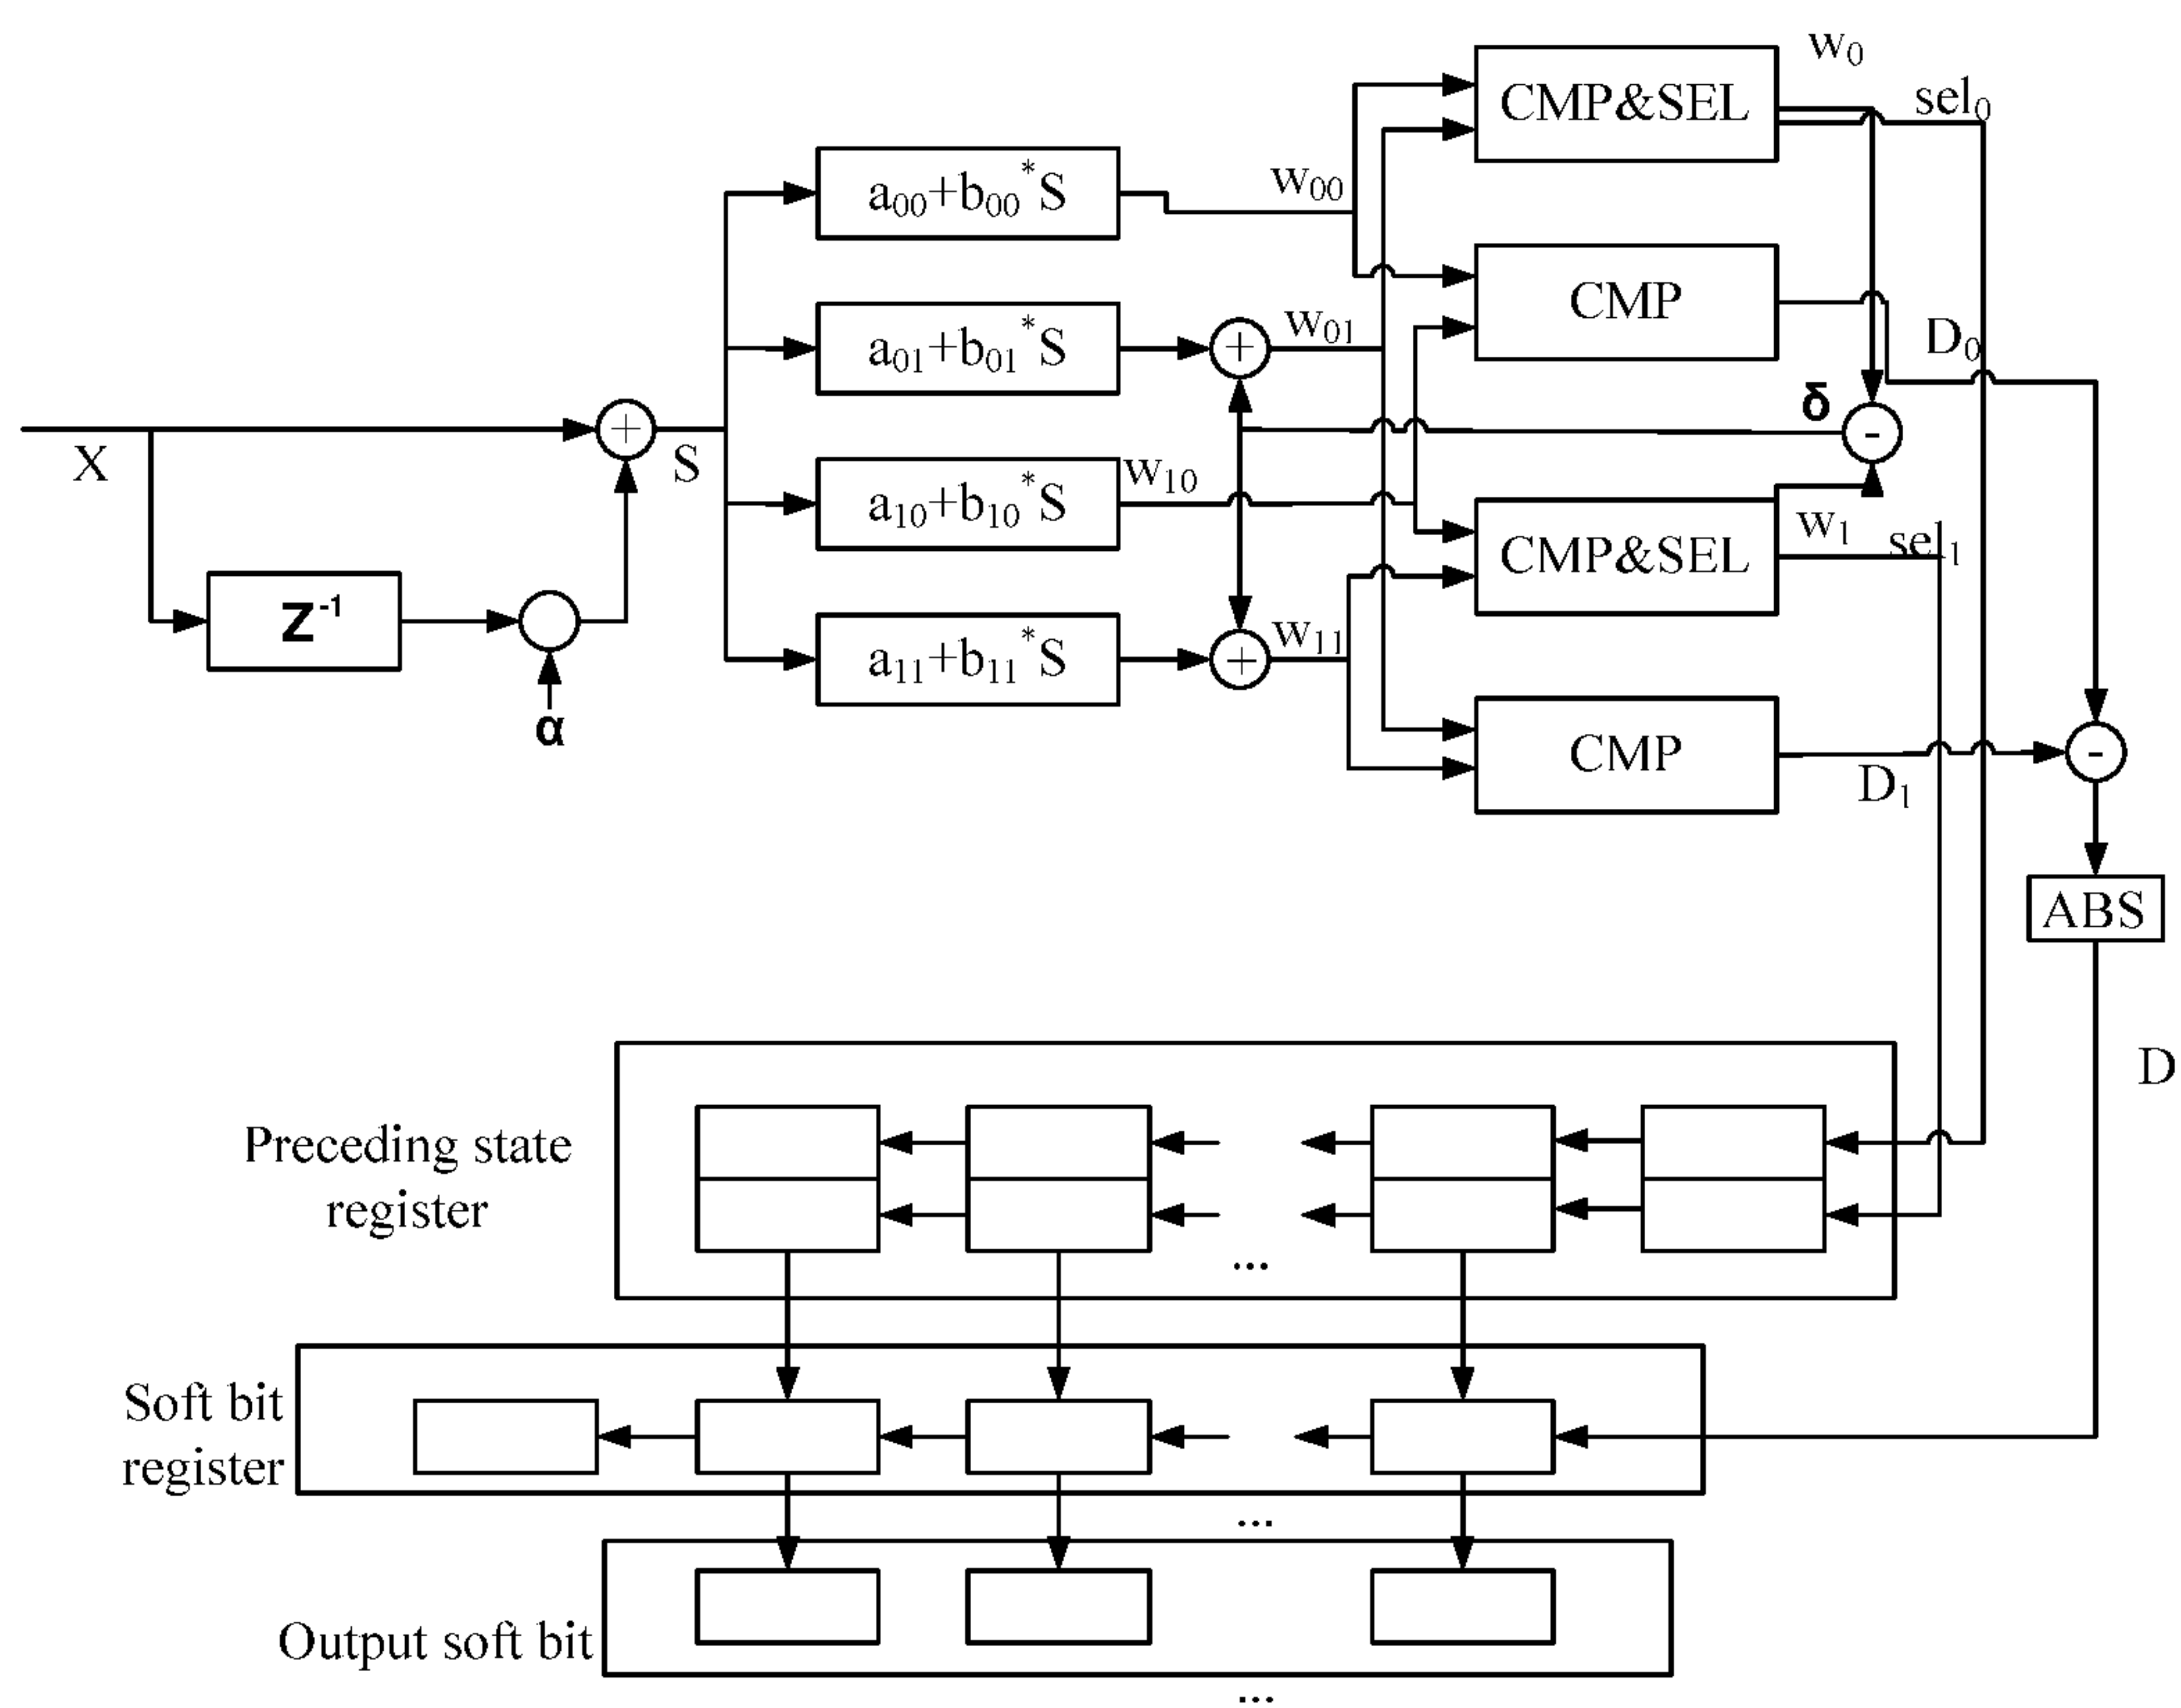 w₀
sel₀
CMP&SEL
a₀₀+b₀₀*S
w₀₀
CMP
w₀₁
a₀₁+b₀₁*S
+
D₀
δ
-
X
+
S
w₁₀
a₁₀+b₁₀*S
CMP&SEL
w₁
sel₁
Z⁻¹
α
a₁₁+b₁₁*S
+
w₁₁
CMP
D₁
-
ABS
D
Preceding state
register
...
Soft bit
register
...
Output soft bit
...